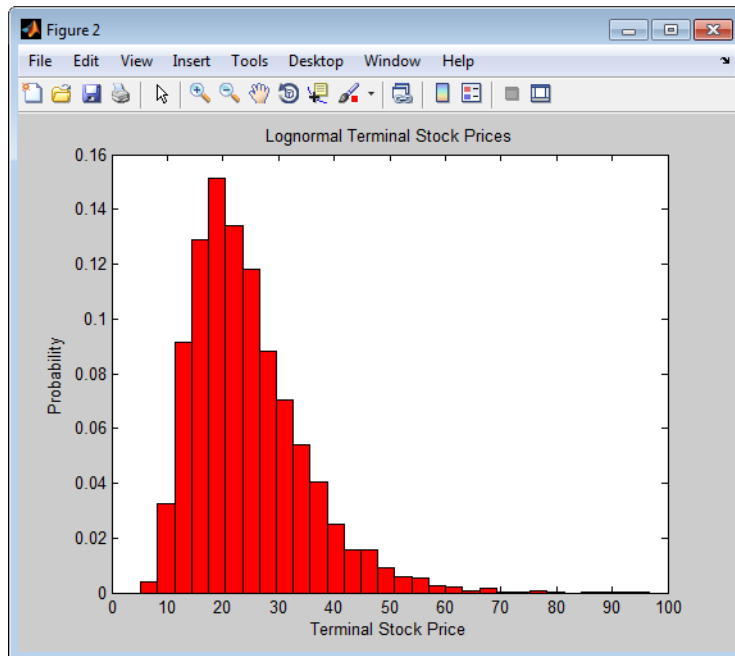 Figure 2
File Edit View Insert Tools Desktop Window Help
Lognormal Terminal Stock Prices
0.16
0.14
0.12
0.1
0.08
0.06
0.04
0.02
0
Probability
0 10 20 30 40 50 60 70 80 90 100
Terminal Stock Price